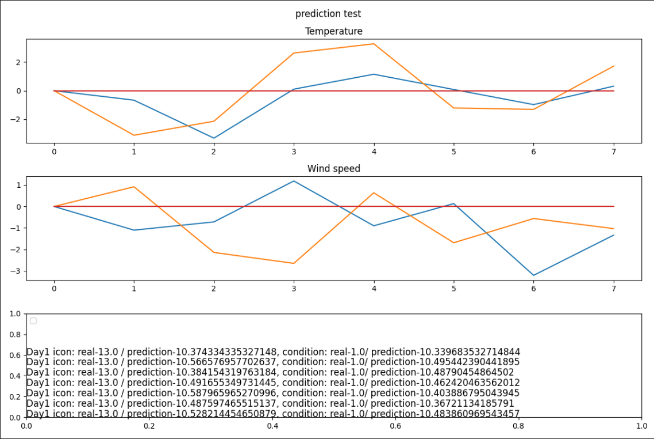 prediction test
Temperature
2
0
−2
0 1 2 3 4 5 6 7
Wind speed
1
0
−1
−2
−3
0 1 2 3 4 5 6 7
1.0
0.8
0.6
Day1 icon: real-13.0 / prediction-10.374334335327148, condition: real-1.0/ prediction-10.339683532714844
Day1 icon: real-13.0 / prediction-10.566576957702637, condition: real-1.0/ prediction-10.495442390441895
0.4
Day1 icon: real-13.0 / prediction-10.384154319763184, condition: real-1.0/ prediction-10.48790454864502
Day1 icon: real-13.0 / prediction-10.491655349731445, condition: real-1.0/ prediction-10.462420463562012
0.2
Day1 icon: real-13.0 / prediction-10.587965965270996, condition: real-1.0/ prediction-10.403886795043945
Day1 icon: real-13.0 / prediction-10.487597465515137, condition: real-1.0/ prediction-10.36721134185791
0.0
Day1 icon: real-13.0 / prediction-10.528214454650879, condition: real-1.0/ prediction-10.483860969543457
0.0 0.2 0.4 0.6 0.8 1.0